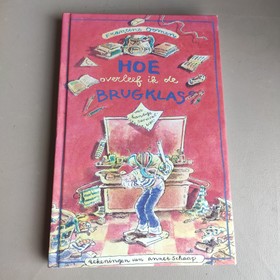 Francine Oomen
HOE
overleef ik de
BRUGKLAS?
tekeningen van Annet Schaap